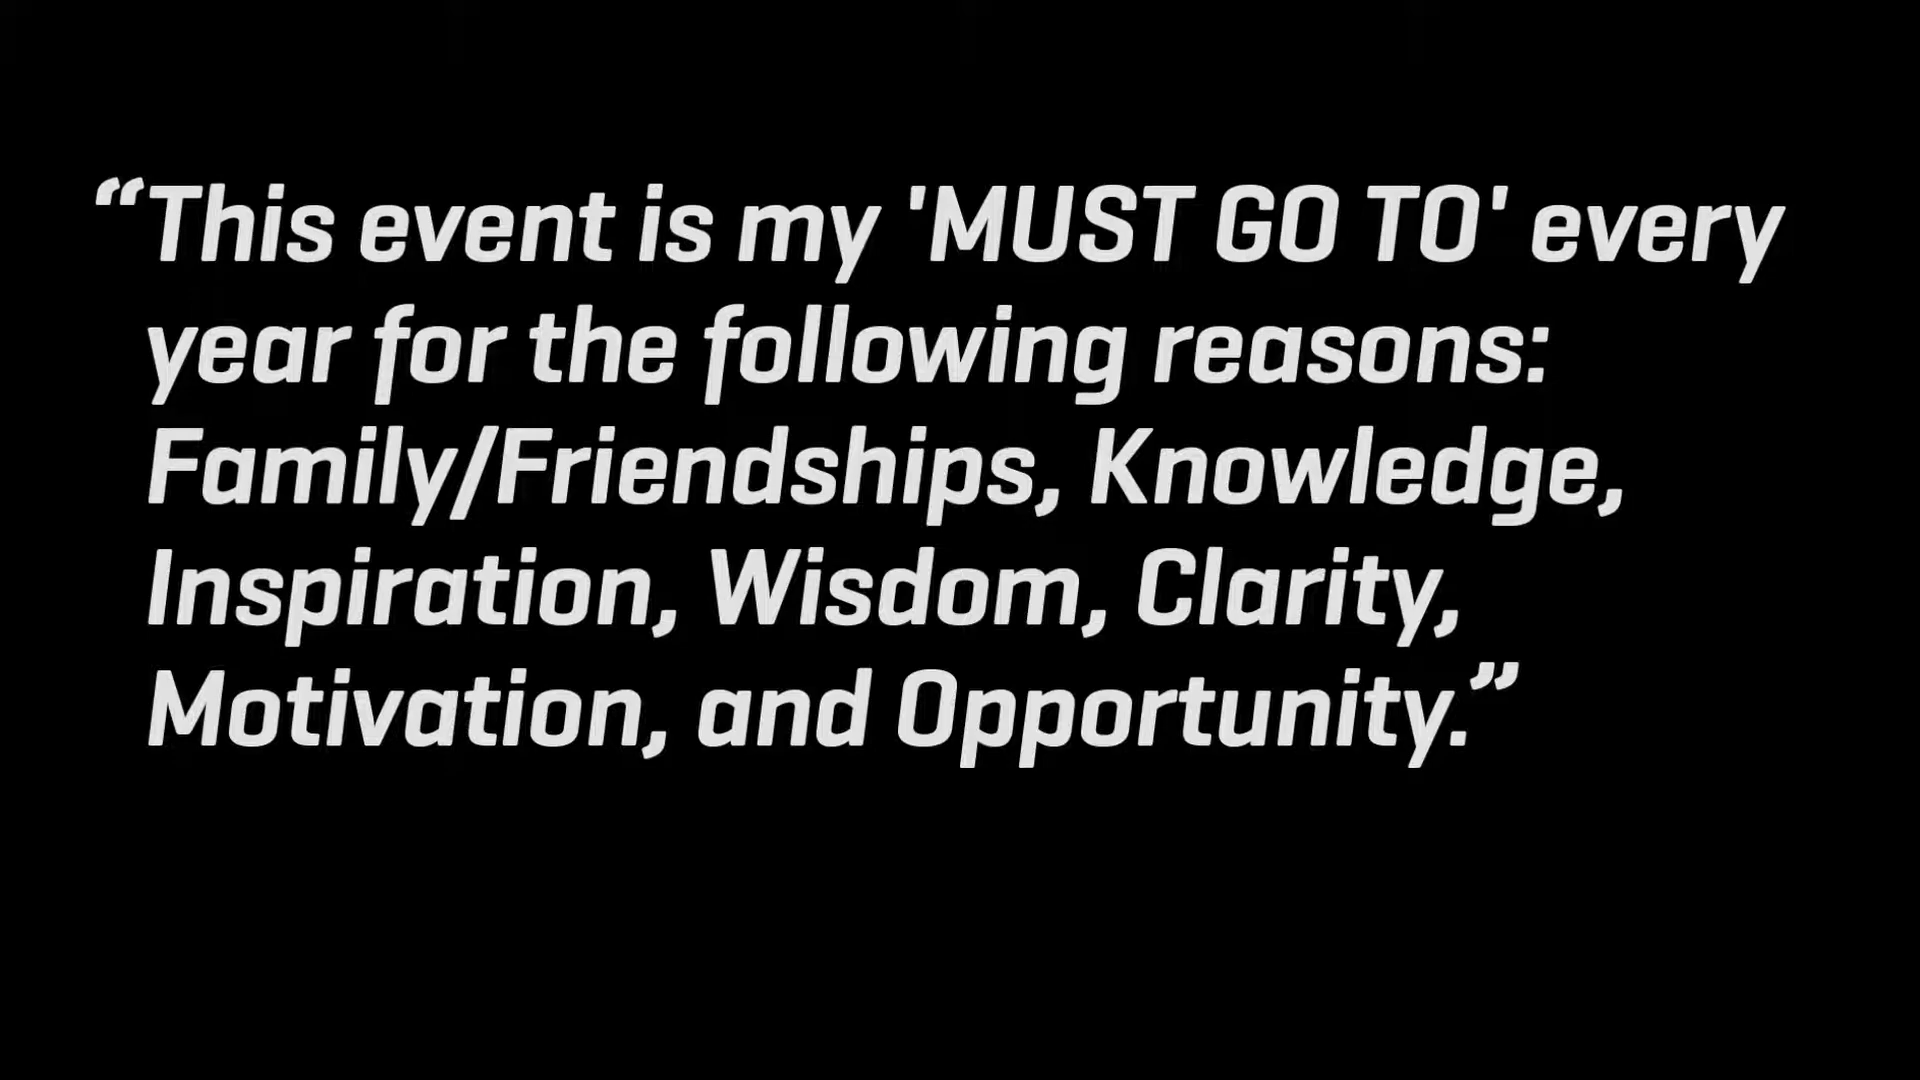 “This event is my 'MUST GO TO' every
year for the following reasons:
Family/Friendships, Knowledge,
Inspiration, Wisdom, Clarity,
Motivation, and Opportunity.”